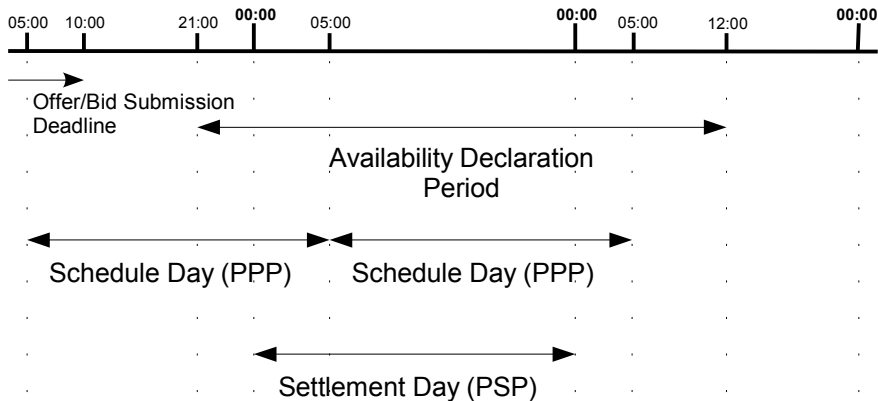 05:00 10:00 21:00 00:00 05:00 00:00 05:00 12:00 00:00
Offer/Bid Submission
Deadline
Availability Declaration
Period
Schedule Day (PPP) Schedule Day (PPP)
Settlement Day (PSP)